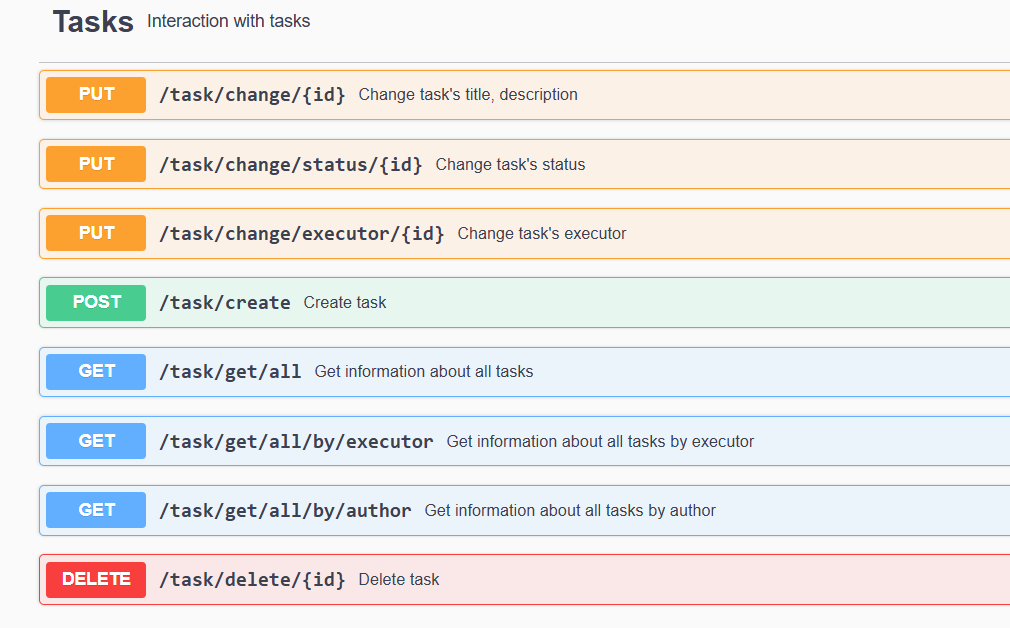 Tasks Interaction with tasks
PUT /task/change/{id} Change task's title, description
PUT /task/change/status/{id} Change task's status
PUT /task/change/executor/{id} Change task's executor
POST /task/create Create task
GET /task/get/all Get information about all tasks
GET /task/get/all/by/executor Get information about all tasks by executor
GET /task/get/all/by/author Get information about all tasks by author
DELETE /task/delete/{id} Delete task